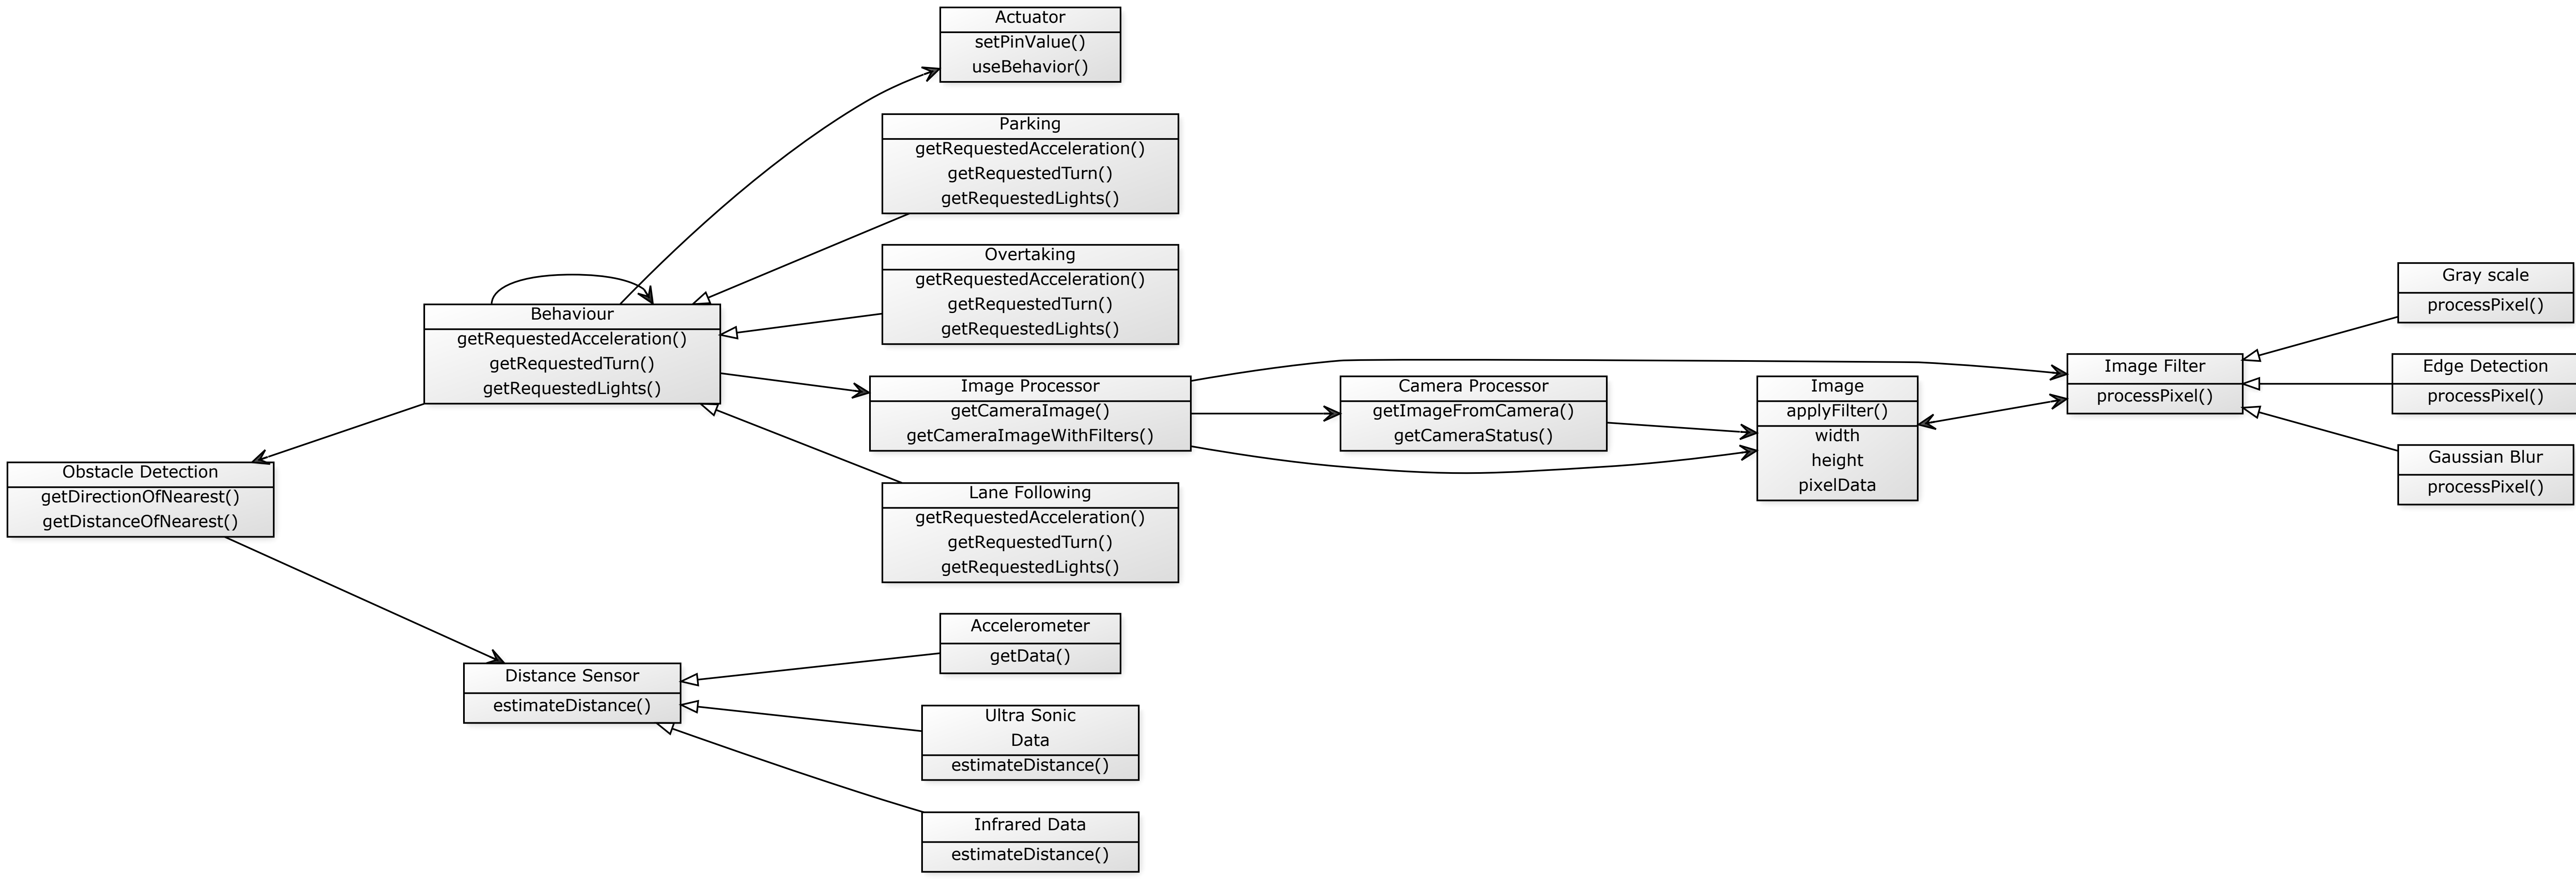 Actuator
setPinValue()
useBehavior()
Parking
getRequestedAcceleration()
getRequestedTurn()
getRequestedLights()
Overtaking
getRequestedAcceleration()
getRequestedTurn()
getRequestedLights()
Behaviour
getRequestedAcceleration()
getRequestedTurn()
getRequestedLights()
Image Processor
getCameraImage()
getCameraImageWithFilters()
Camera Processor
getImageFromCamera()
getCameraStatus()
Image
applyFilter()
width
height
pixelData
Image Filter
processPixel()
Gray scale
processPixel()
Edge Detection
processPixel()
Gaussian Blur
processPixel()
Obstacle Detection
getDirectionOfNearest()
getDistanceOfNearest()
Lane Following
getRequestedAcceleration()
getRequestedTurn()
getRequestedLights()
Accelerometer
getData()
Distance Sensor
estimateDistance()
Ultra Sonic
Data
estimateDistance()
Infrared Data
estimateDistance()